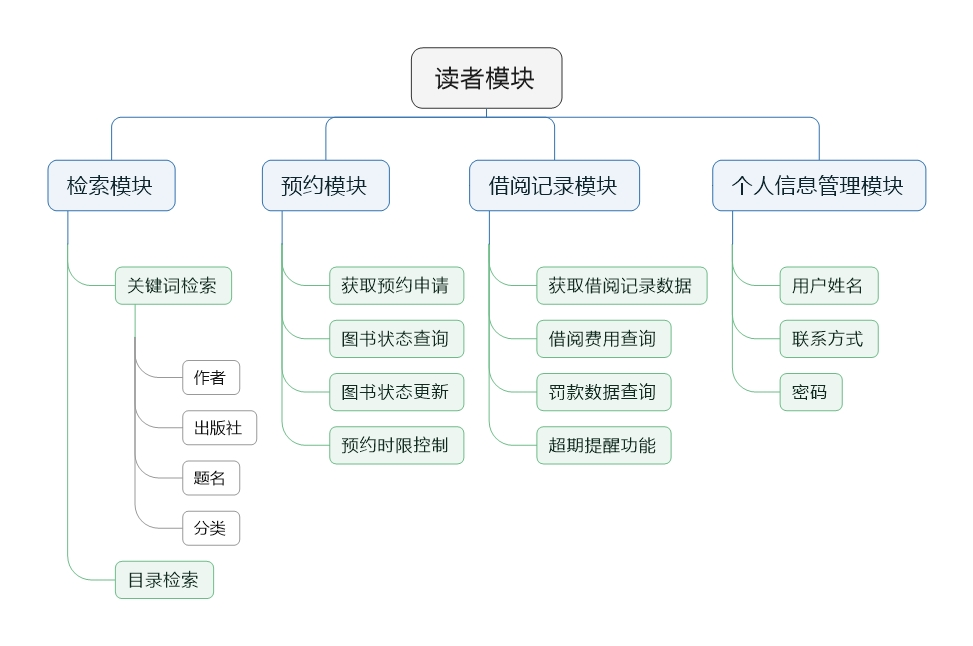 读者模块
检索模块
关键词检索
作者
出版社
题名
分类
目录检索
预约模块
获取预约申请
图书状态查询
图书状态更新
预约时限控制
借阅记录模块
获取借阅记录数据
借阅费用查询
罚款数据查询
超期提醒功能
个人信息管理模块
用户姓名
联系方式
密码